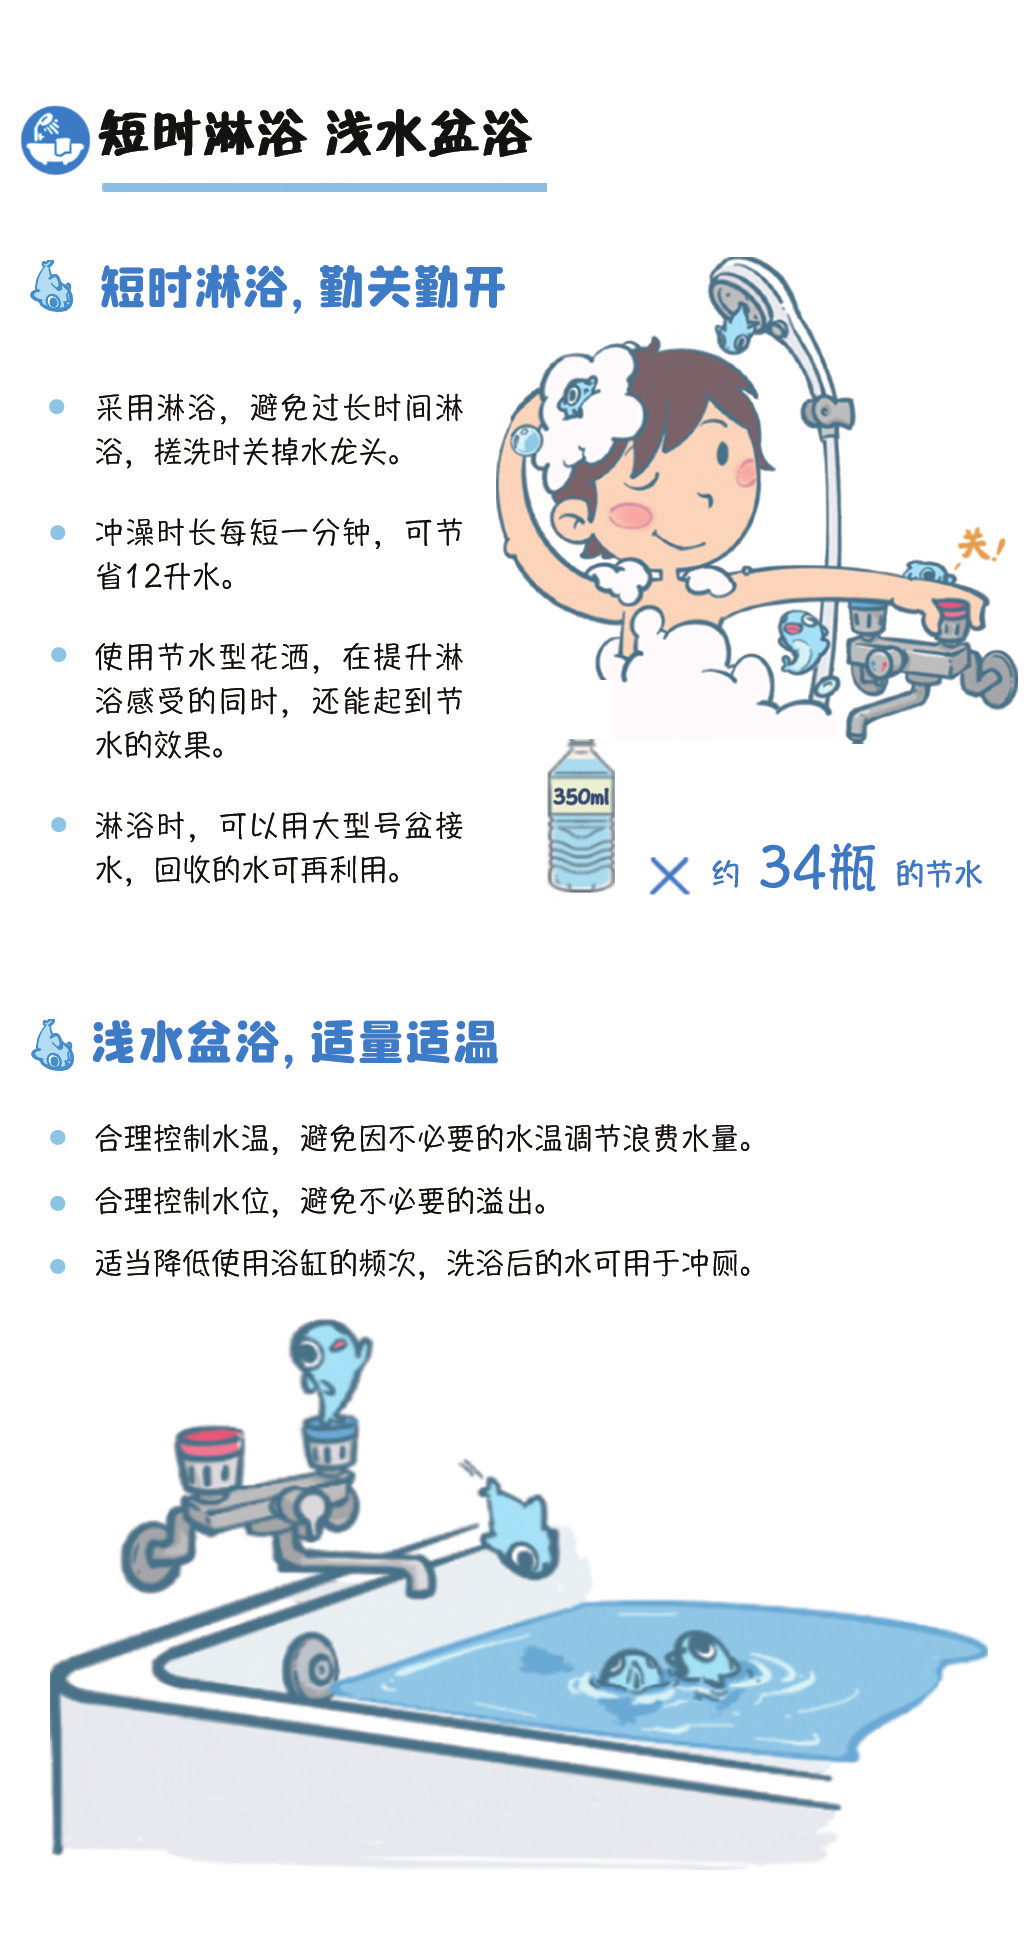 短时淋浴 浅水盆浴
短时淋浴,勤关勤开
采用淋浴，避免过长时间淋
浴，搓洗时关掉水龙头。
冲澡时长每短一分钟，可节
省12升水。
使用节水型花洒，在提升淋
浴感受的同时，还能起到节
水的效果。
淋浴时，可以用大型号盆接
水，回收的水可再利用。
关!
350ml
× 约 34瓶 的节水
浅水盆浴,适量适温
合理控制水温，避免因不必要的水温调节浪费水量。
合理控制水位，避免不必要的溢出。
适当降低使用浴缸的频次，洗浴后的水可用于冲厕。